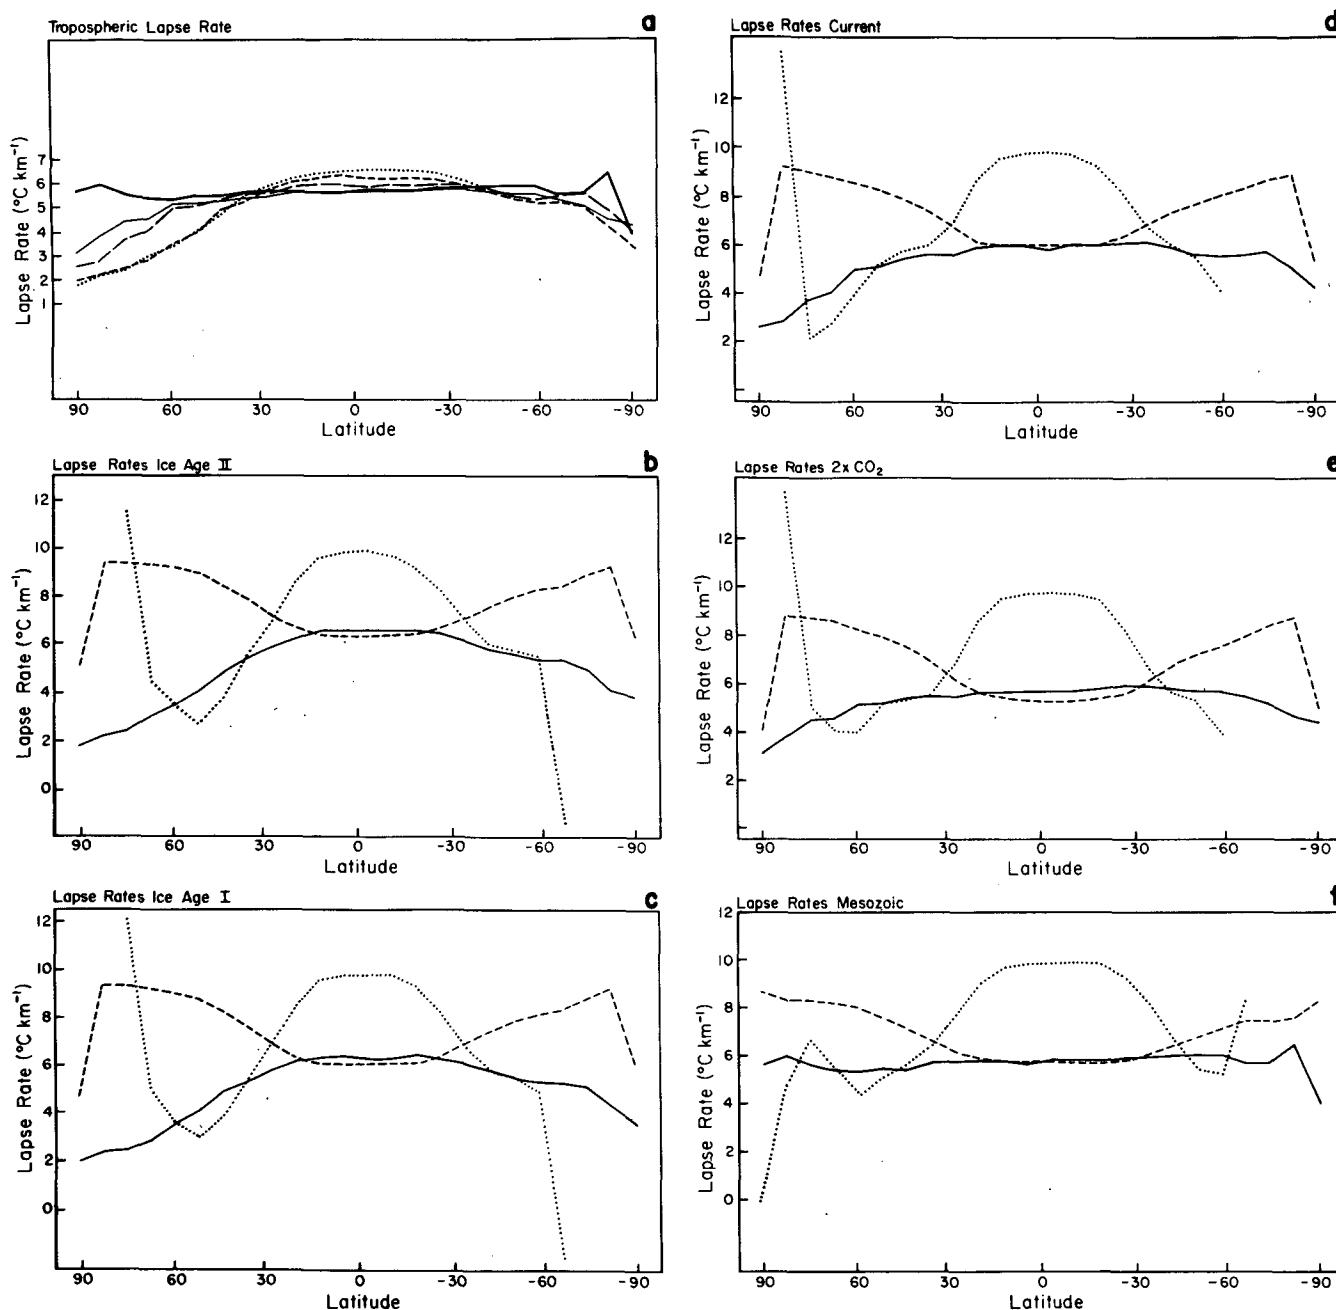 Tropospheric Lapse Rate a
Lapse Rate (°C km⁻¹)
7
6
5
4
3
2
1
90 60 30 0 -30 -60 -90
Latitude
Lapse Rates Ice Age II b
Lapse Rate (°C km⁻¹)
12
10
8
6
4
2
0
90 60 30 0 -30 -60 -90
Latitude
Lapse Rates Ice Age I c
Lapse Rate (°C km⁻¹)
12
10
8
6
4
2
0
90 60 30 0 -30 -60 -90
Latitude
Lapse Rates Current d
Lapse Rate (°C km⁻¹)
12
10
8
6
4
2
90 60 30 0 -30 -60 -90
Latitude
Lapse Rates 2x CO₂ e
Lapse Rate (°C km⁻¹)
12
10
8
6
4
2
90 60 30 0 -30 -60 -90
Latitude
Lapse Rates Mesozoic f
Lapse Rate (°C km⁻¹)
12
10
8
6
4
2
0
90 60 30 0 -30 -60 -90
Latitude